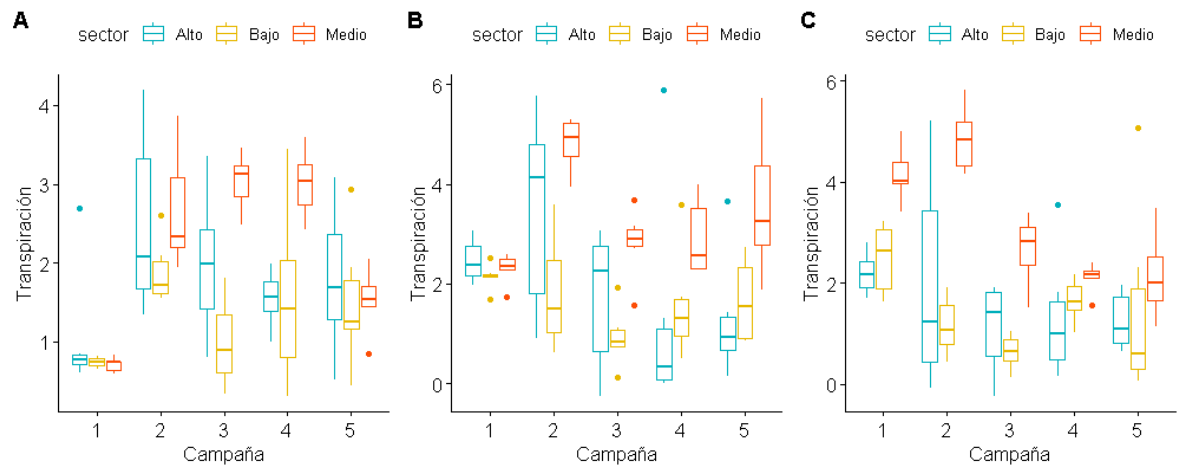 A
sector Alto Bajo Medio
Transpiración
4
3
2
1
1 2 3 4 5
Campaña
B
sector Alto Bajo Medio
Transpiración
6
4
2
0
1 2 3 4 5
Campaña
C
sector Alto Bajo Medio
Transpiración
6
4
2
0
1 2 3 4 5
Campaña